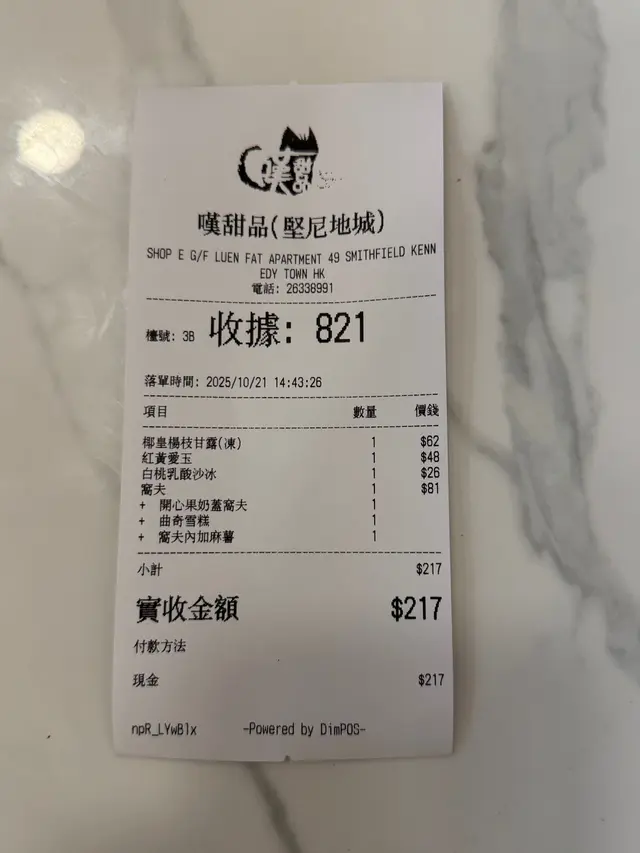 嘆甜品(堅尼地城)
SHOP E G/F LUEN FAT APARTMENT 49 SMITHFIELD KENN
EDY TOWN HK
電話: 26338991
檯號: 3B 收據: 821
落單時間: 2025/10/21 14:43:26
項目 數量 價錢
椰皇楊枝甘露(凍) 1 $62
紅黃愛玉 1 $48
白桃乳酸沙冰 1 $26
窩夫 1 $81
+ 開心果奶蓋窩夫 1
+ 曲奇雪糕 1
+ 窩夫內加麻薯 1
小計 $217
實收金額 $217
付款方法
現金 $217
npR_LYwBlx -Powered by DimPOS-